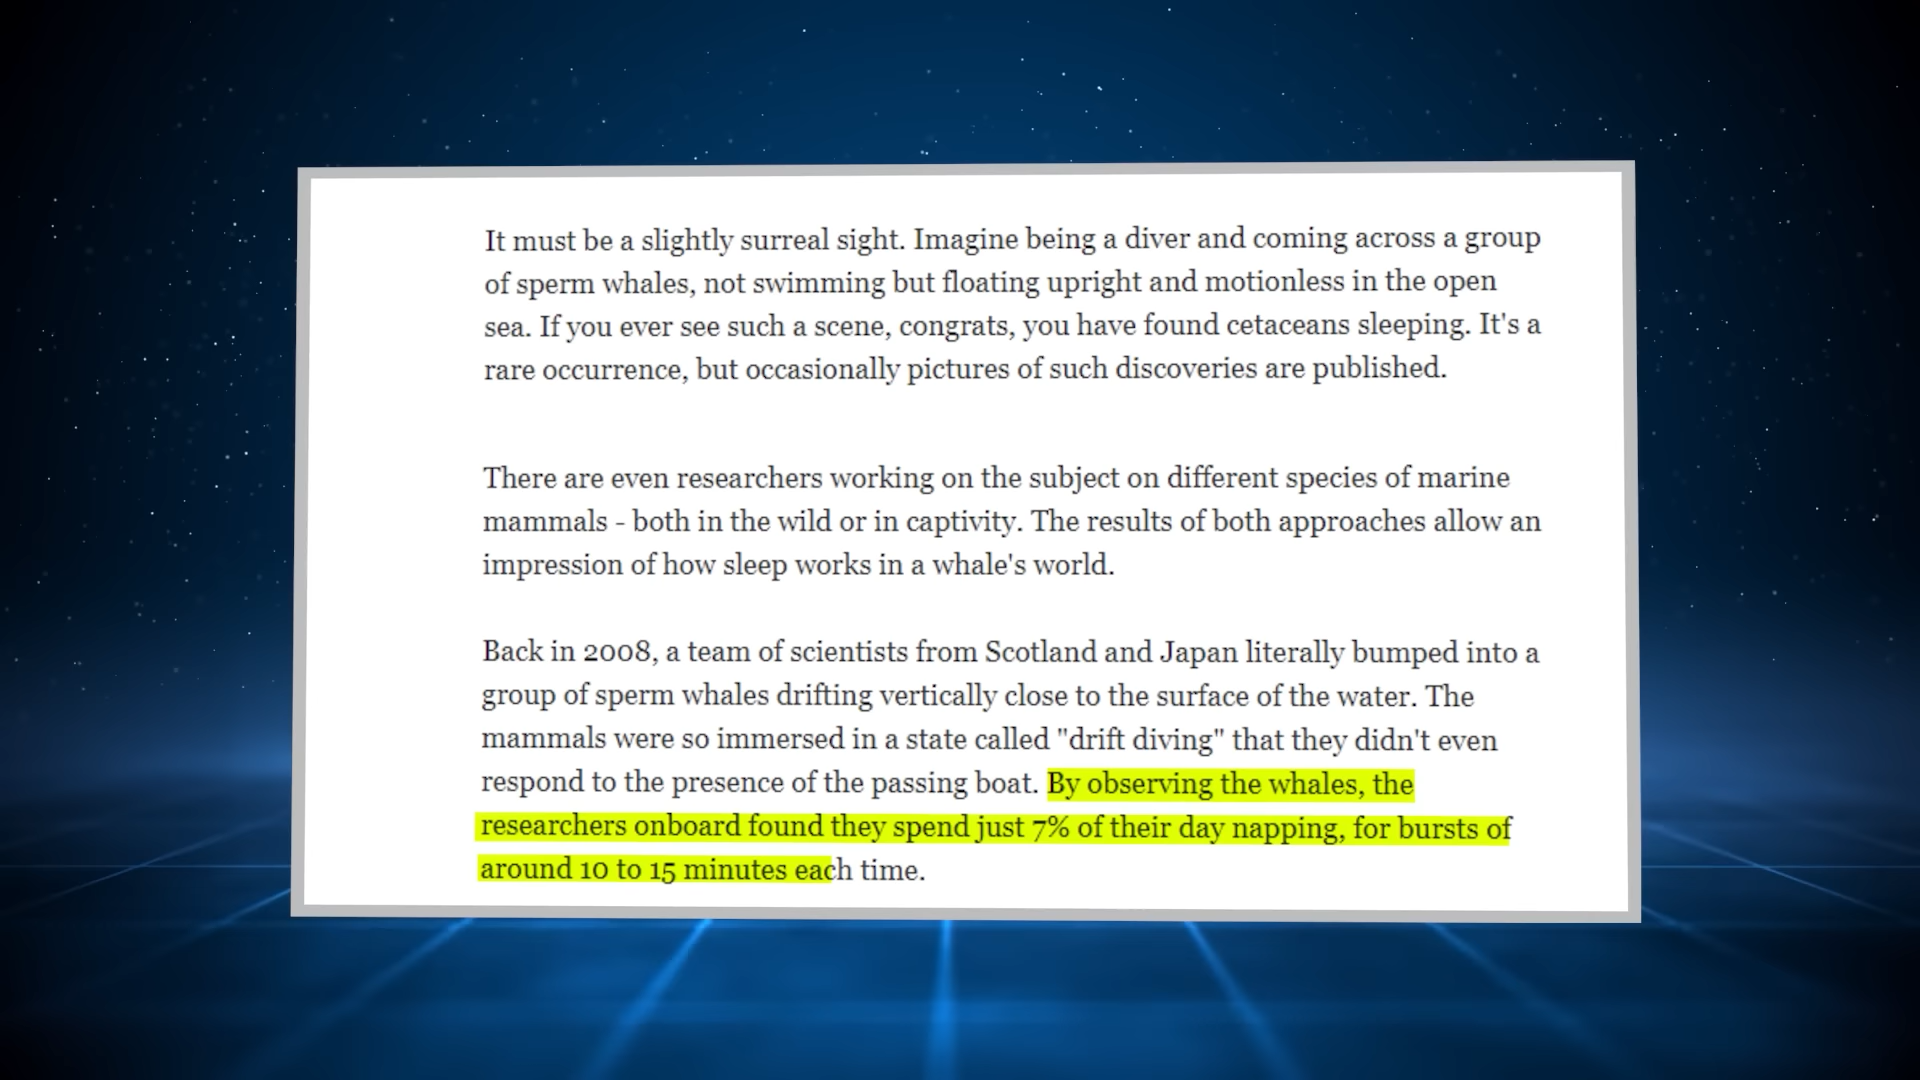 It must be a slightly surreal sight. Imagine being a diver and coming across a group
of sperm whales, not swimming but floating upright and motionless in the open
sea. If you ever see such a scene, congrats, you have found cetaceans sleeping. It's a
rare occurrence, but occasionally pictures of such discoveries are published.
There are even researchers working on the subject on different species of marine
mammals - both in the wild or in captivity. The results of both approaches allow an
impression of how sleep works in a whale's world.
Back in 2008, a team of scientists from Scotland and Japan literally bumped into a
group of sperm whales drifting vertically close to the surface of the water. The
mammals were so immersed in a state called "drift diving" that they didn't even
respond to the presence of the passing boat. By observing the whales, the
researchers onboard found they spend just 7% of their day napping, for bursts of
around 10 to 15 minutes each time.